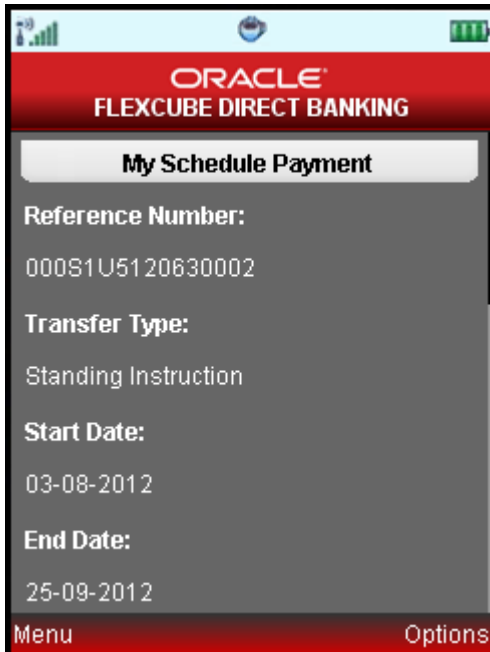 ORACLE
FLEXCUBE DIRECT BANKING
My Schedule Payment
Reference Number:
000S1U5120630002
Transfer Type:
Standing Instruction
Start Date:
03-08-2012
End Date:
25-09-2012
Menu Options